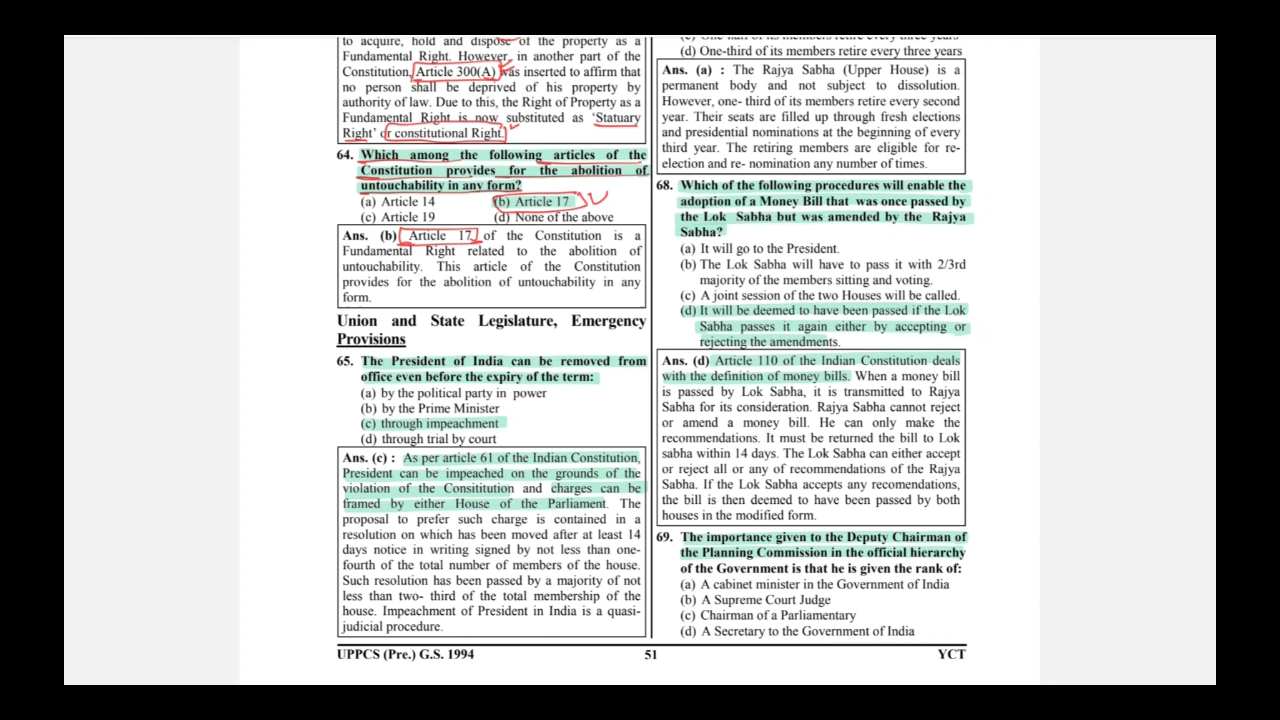 to acquire, hold and dispose of the property as a
Fundamental Right. However, in another part of the
Constitution, Article 300(A) was inserted to affirm that
no person shall be deprived of his property by
authority of law. Due to this, the Right of Property as a
Fundamental Right is now substituted as ‘Statuary
Right’ or constitutional Right.
64. Which among the following articles of the
Constitution provides for the abolition of
untouchability in any form?
(a) Article 14 (b) Article 17
(c) Article 19 (d) None of the above
Ans. (b) Article 17 of the Constitution is a
Fundamental Right related to the abolition of
untouchability. This article of the Constitution
provides for the abolition of untouchability in any
form.
Union and State Legislature, Emergency
Provisions
65. The President of India can be removed from
office even before the expiry of the term:
(a) by the political party in power
(b) by the Prime Minister
(c) through impeachment
(d) through trial by court
Ans. (c) : As per article 61 of the Indian Constitution,
President can be impeached on the grounds of the
violation of the Consititution and charges can be
framed by either House of the Parliament. The
proposal to prefer such charge is contained in a
resolution on which has been moved after at least 14
days notice in writing signed by not less than one-
fourth of the total number of members of the house.
Such resolution has been passed by a majority of not
less than two- third of the total membership of the
house. Impeachment of President in India is a quasi-
judicial procedure.
(c) One-half of its members retire every three years
(d) One-third of its members retire every three years
Ans. (a) : The Rajya Sabha (Upper House) is a
permanent body and not subject to dissolution.
However, one- third of its members retire every second
year. Their seats are filled up through fresh elections
and presidential nominations at the beginning of every
third year. The retiring members are eligible for re-
election and re- nomination any number of times.
68. Which of the following procedures will enable the
adoption of a Money Bill that was once passed by
the Lok Sabha but was amended by the Rajya
Sabha?
(a) It will go to the President.
(b) The Lok Sabha will have to pass it with 2/3rd
majority of the members sitting and voting.
(c) A joint session of the two Houses will be called.
(d) It will be deemed to have been passed if the Lok
Sabha passes it again either by accepting or
rejecting the amendments.
Ans. (d) Article 110 of the Indian Constitution deals
with the definition of money bills. When a money bill
is passed by Lok Sabha, it is transmitted to Rajya
Sabha for its consideration. Rajya Sabha cannot reject
or amend a money bill. He can only make the
recommendations. It must be returned the bill to Lok
sabha within 14 days. The Lok Sabha can either accept
or reject all or any of recommendations of the Rajya
Sabha. If the Lok Sabha accepts any recomendations,
the bill is then deemed to have been passed by both
houses in the modified form.
69. The importance given to the Deputy Chairman of
the Planning Commission in the official hierarchy
of the Government is that he is given the rank of:
(a) A cabinet minister in the Government of India
(b) A Supreme Court Judge
(c) Chairman of a Parliamentary
(d) A Secretary to the Government of India
UPPCS (Pre.) G.S. 1994 51 YCT